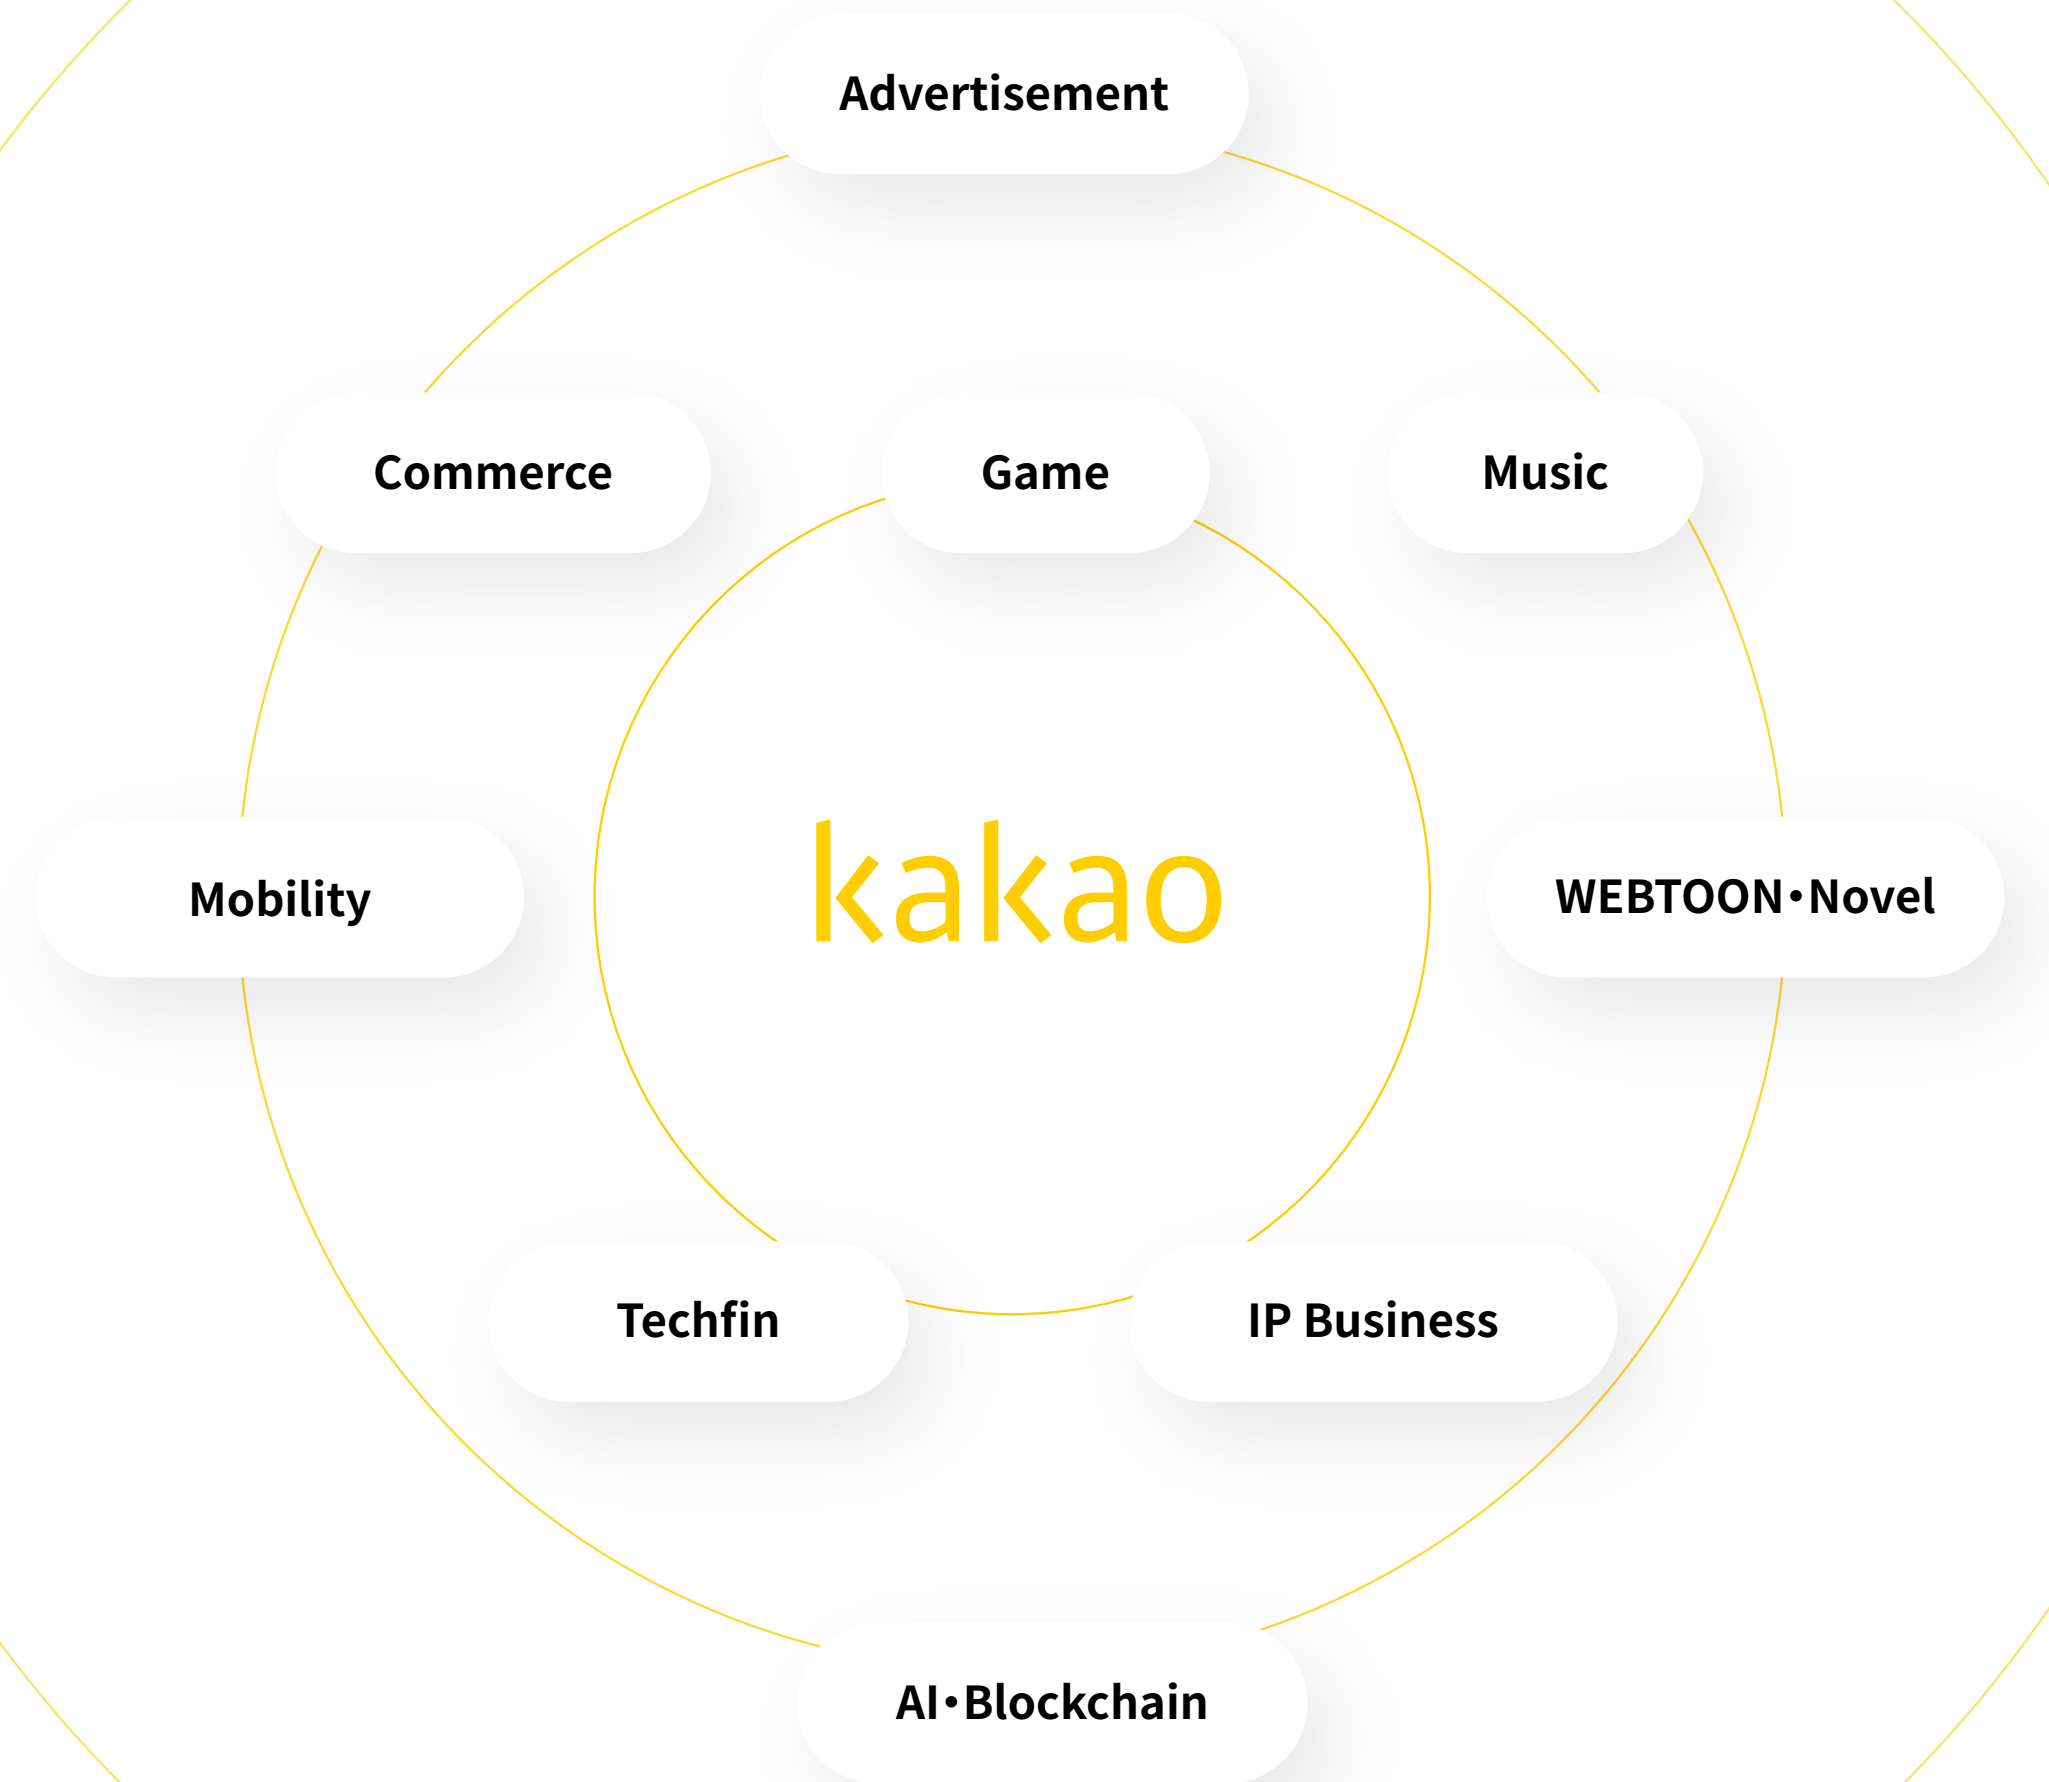 Advertisement
Commerce
Game
Music
Mobility
kakao
WEBTOON•Novel
Techfin
IP Business
AI•Blockchain